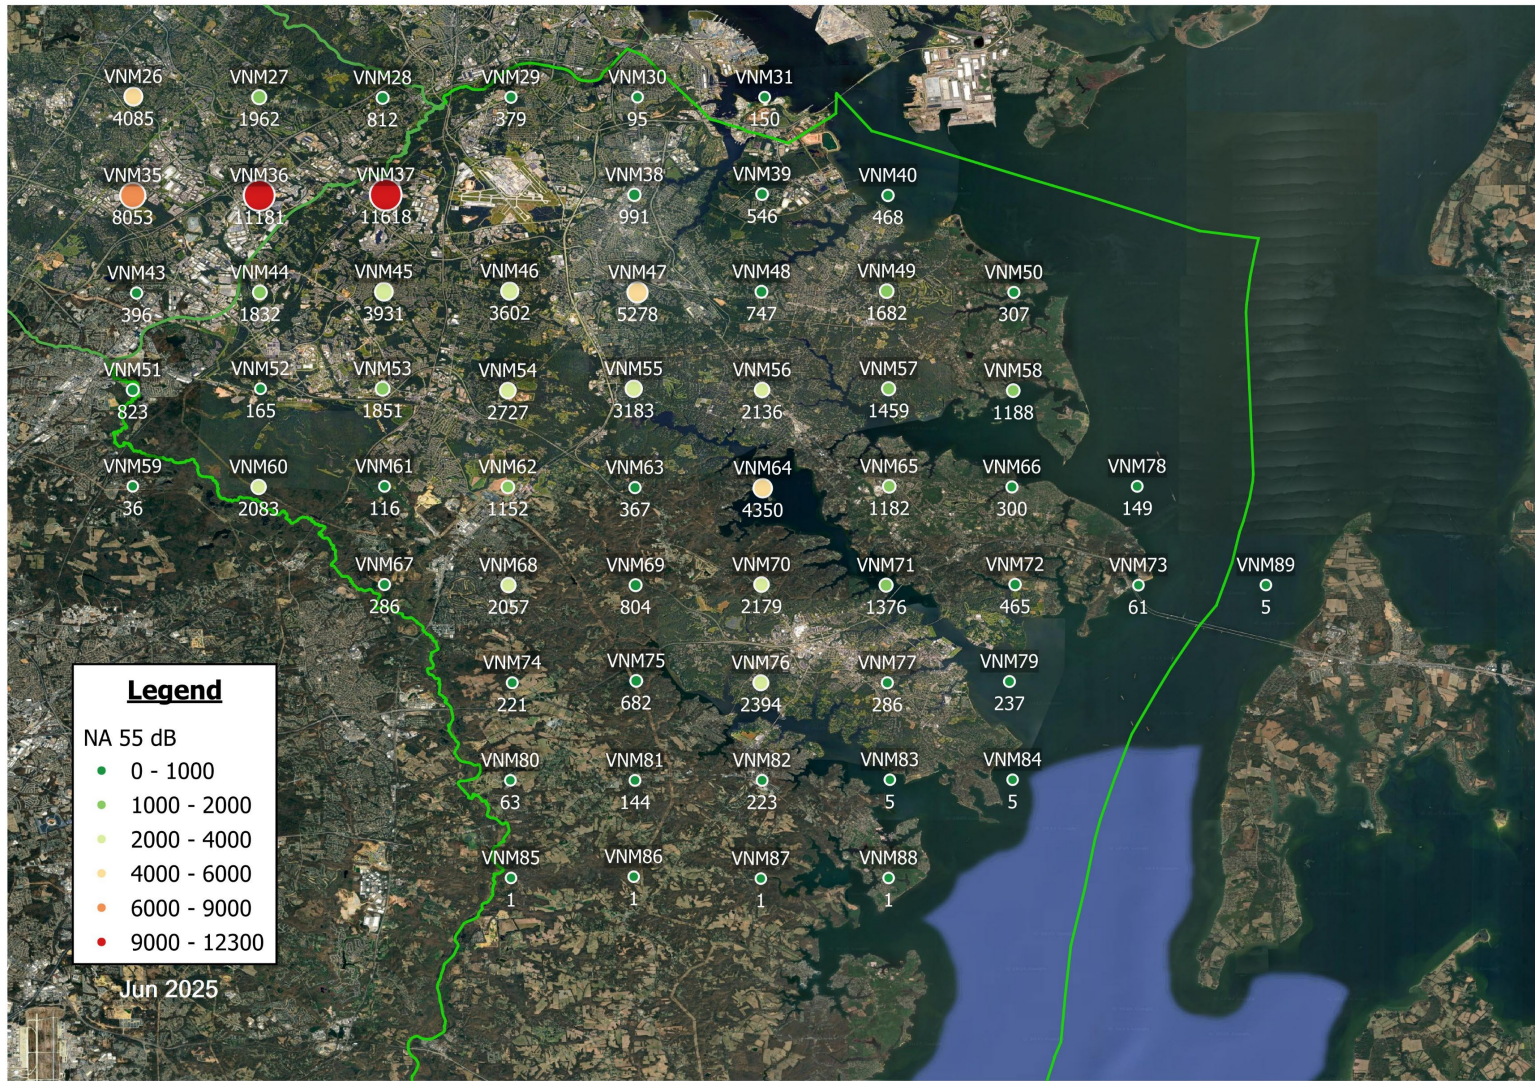 VNM26 VNM27 VNM28 VNM29 VNM30 VNM31
4085 1962 812 379 95 150
VNM35 VNM36 VNM37 VNM38 VNM39 VNM40
8053 11181 11618 991 546 468
VNM43 VNM44 VNM45 VNM46 VNM47 VNM48 VNM49 VNM50
396 1832 3931 3602 5278 747 1682 307
VNM51 VNM52 VNM53 VNM54 VNM55 VNM56 VNM57 VNM58
823 165 1851 2727 3183 2136 1459 1188
VNM59 VNM60 VNM61 VNM62 VNM63 VNM64 VNM65 VNM66 VNM78
36 2083 116 1152 367 4350 1182 300 149
VNM67 VNM68 VNM69 VNM70 VNM71 VNM72 VNM73 VNM89
286 2057 804 2179 1376 465 61 5
VNM74 VNM75 VNM76 VNM77 VNM79
221 682 2394 286 237
VNM80 VNM81 VNM82 VNM83 VNM84
63 144 223 5 5
VNM85 VNM86 VNM87 VNM88
1 1 1 1
Legend
NA 55 dB
0 - 1000
1000 - 2000
2000 - 4000
4000 - 6000
6000 - 9000
9000 - 12300
Jun 2025